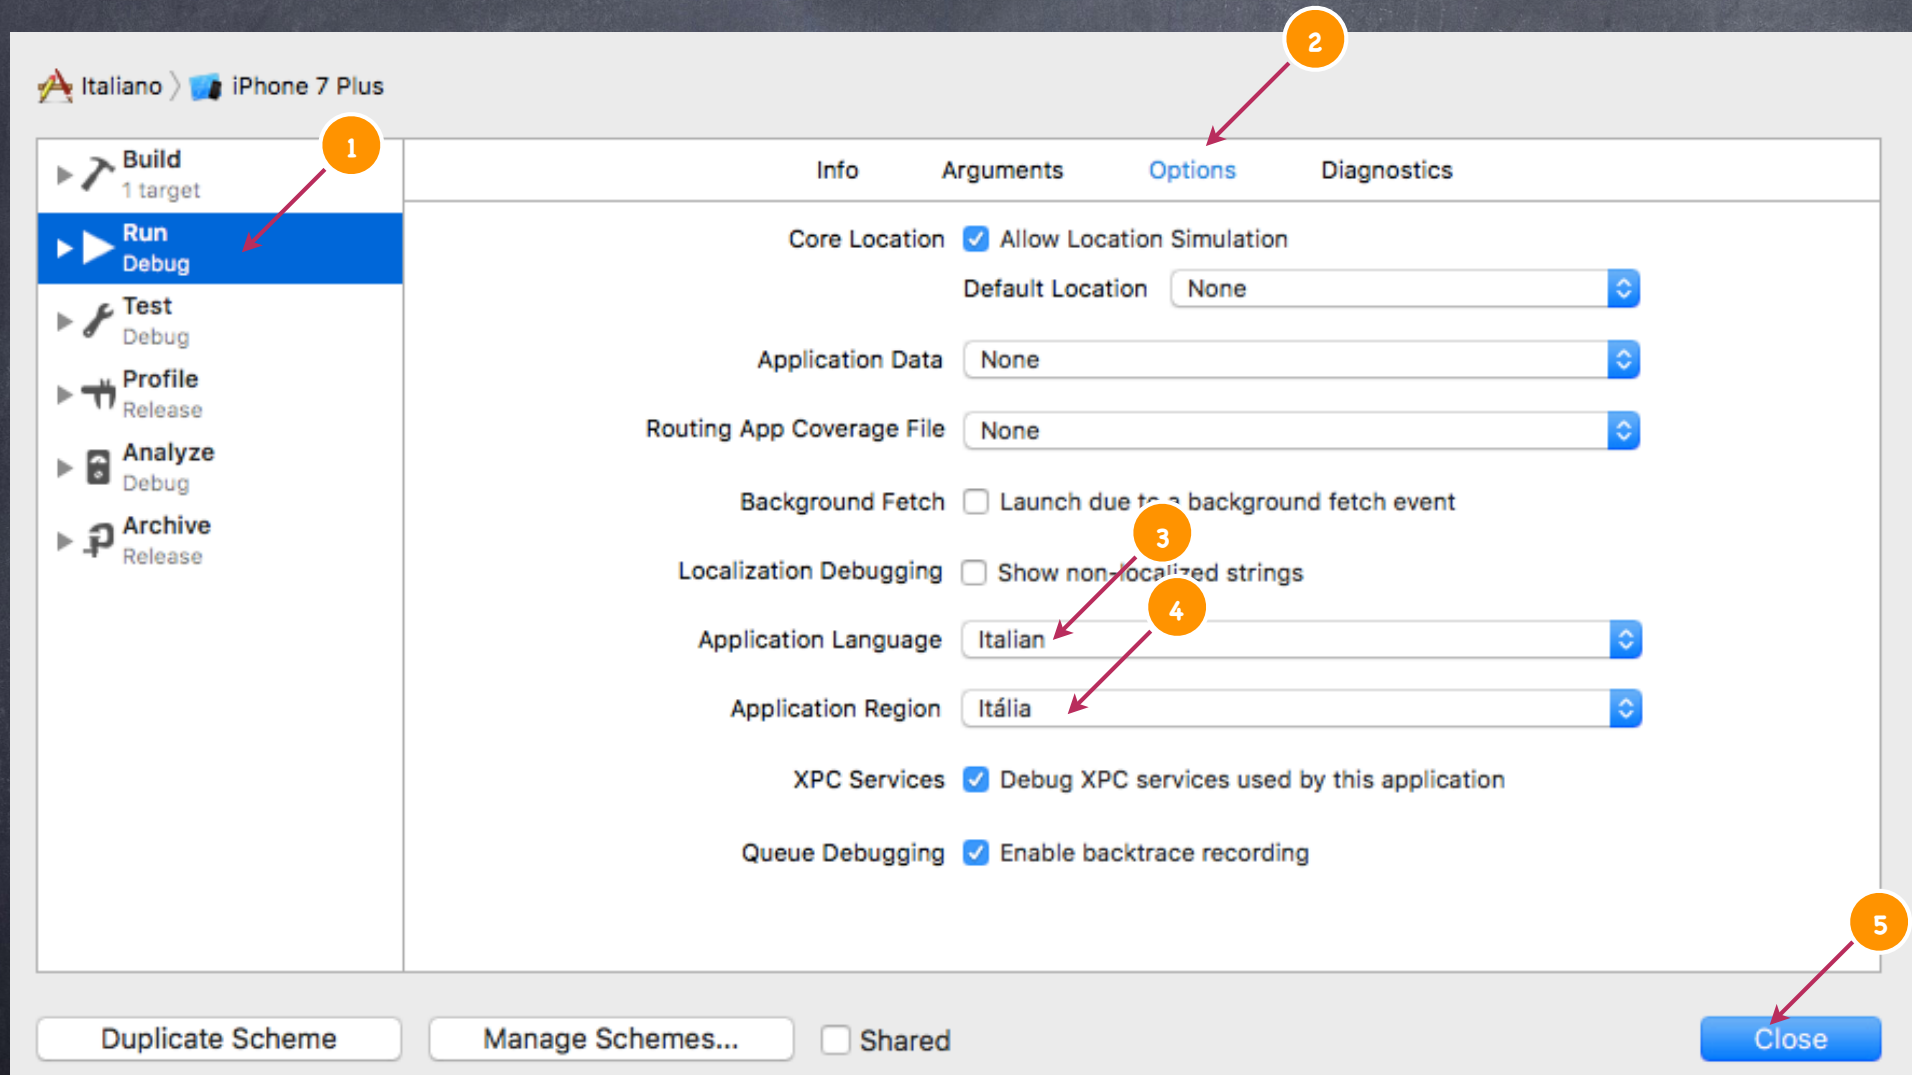 2
Italiano 〉 iPhone 7 Plus
1
Build
1 target
Run
Debug
Test
Debug
Profile
Release
Analyze
Debug
Archive
Release
Info Arguments Options Diagnostics
Core Location Allow Location Simulation
Default Location None
Application Data None
Routing App Coverage File None
Background Fetch Launch due to a background fetch event
3
Localization Debugging Show non-localized strings
4
Application Language Italian
Application Region Itália
XPC Services Debug XPC services used by this application
Queue Debugging Enable backtrace recording
5
Duplicate Scheme Manage Schemes... Shared Close